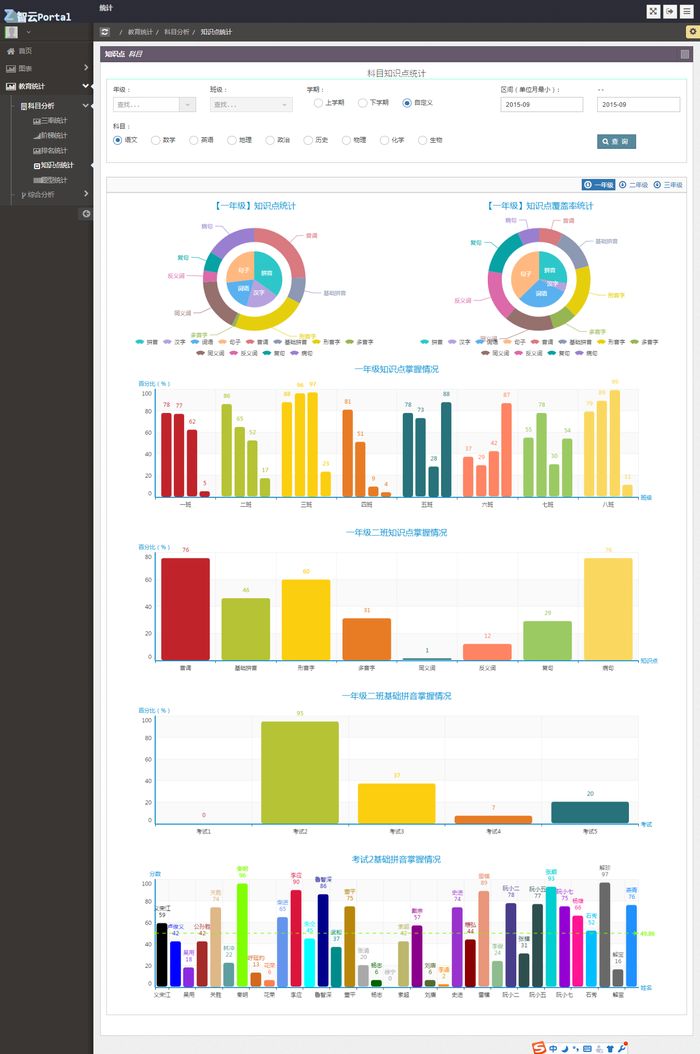 智云Portal
统计
首页
图表
教育统计
科目分析
三率统计
阶梯统计
排名统计
知识点统计
题型统计
综合分析
/ 教育统计 / 科目分析 / 知识点统计
知识点 科目
科目知识点统计
年级： 班级： 学期： 区间（单位月最小）： --
查找... 查找... 上学期 下学期 自定义 2015-09 2015-09
科目：
语文 数学 英语 地理 政治 历史 物理 化学 生物 查 询
一年级 二年级 三年级
【一年级】知识点统计
病句 音调 复句 反义词 同义词 多音字 形音字 基础拼音
句子 拼音 词语 汉字
拼音 汉字 词语 句子 音调 基础拼音 形音字 多音字
同义词 反义词 复句 病句
【一年级】知识点覆盖率统计
病句 音调 复句 基础拼音 反义词 形音字 同义词 多音字
句子 拼音 汉字 词语
拼音 汉字 词语 句子 音调 基础拼音 形音字 多音字
同义词 反义词 复句 病句
一年级知识点掌握情况
百分比（%）
100
80
60
40
20
0
78 77 62 5
86 65 52 17
88 96 97 23
81 51 9 4
78 73 28 88
37 29 42 87
55 78 30 54
79 89 99 11
一班 二班 三班 四班 五班 六班 七班 八班 班级
一年级二班知识点掌握情况
百分比（%）
80
60
40
20
0
76 46 60 31 1 12 29 76
音调 基础拼音 形音字 多音字 同义词 反义词 复句 病句 知识点
一年级二班基础拼音掌握情况
百分比（%）
100
80
60
40
20
0
0 95 37 7 20
考试1 考试2 考试3 考试4 考试5 考试
考试2基础拼音掌握情况
分数
100
80
60
40
20
0
义宋江 59
卢俊义 42
吴用 18
公孙胜 42
关胜 74
林冲 22
秦明 96
呼延灼 13
花荣 6
柴进 65
李应 90
朱仝 45
鲁智深 86
武松 37
董平 75
张清 20
杨志 6
徐宁 0
索超 42
戴宗 57
刘唐 6
李逵 2
史进 74
穆弘 44
雷横 89
李俊 24
阮小二 78
张横 31
阮小五 77
张顺 93
阮小七 75
杨雄 66
石秀 52
解珍 97
解宝 16
燕青 76
义宋江 吴用 关胜 秦明 花荣 李应 鲁智深 董平 杨志 索超 刘唐 史进 雷横 阮小二 阮小五 阮小七 石秀 解宝 姓名
中